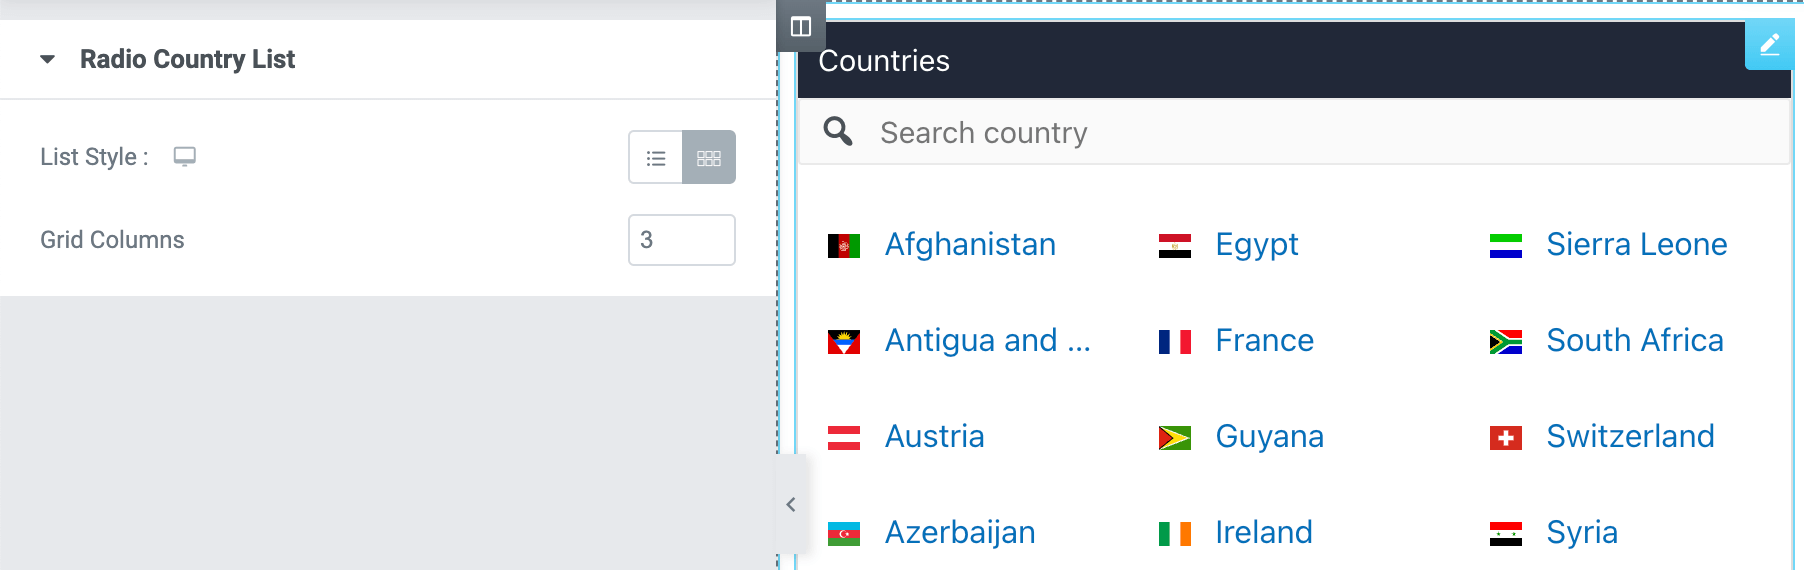 Radio Country List
List Style :
Grid Columns
3
Countries
Search country
Afghanistan
Egypt
Sierra Leone
Antigua and ...
France
South Africa
Austria
Guyana
Switzerland
Azerbaijan
Ireland
Syria